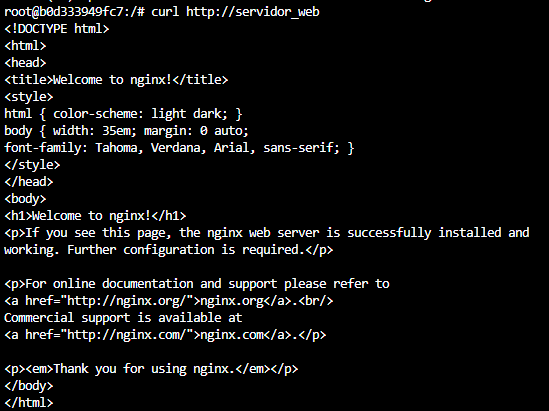 root@b0d333949fc7:/# curl http://servidor_web
<!DOCTYPE html>
<html>
<head>
<title>Welcome to nginx!</title>
<style>
html { color-scheme: light dark; }
body { width: 35em; margin: 0 auto;
font-family: Tahoma, Verdana, Arial, sans-serif; }
</style>
</head>
<body>
<h1>Welcome to nginx!</h1>
<p>If you see this page, the nginx web server is successfully installed and
working. Further configuration is required.</p>

<p>For online documentation and support please refer to
<a href="http://nginx.org/">nginx.org</a>.<br/>
Commercial support is available at
<a href="http://nginx.com/">nginx.com</a>.</p>

<p><em>Thank you for using nginx.</em></p>
</body>
</html>